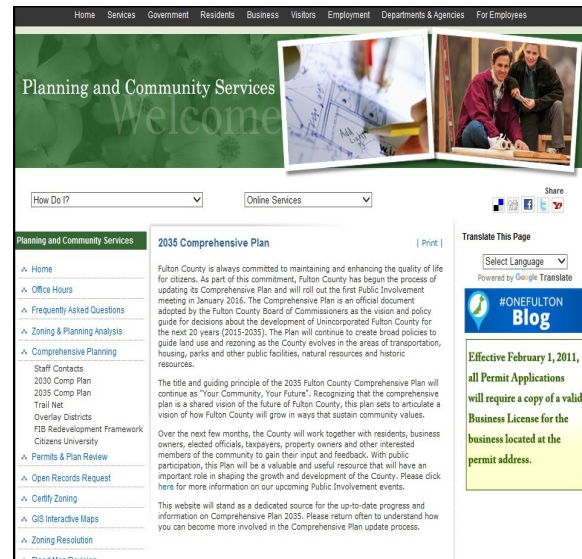 Home Services Government Residents Business Visitors Employment Departments & Agencies For Employees
Planning and Community Services
Welcome
How Do I?
Online Services
Share
Planning and Community Services
Home
Office Hours
Frequently Asked Questions
Zoning & Planning Analysis
Comprehensive Planning
Staff Contacts
2030 Comp Plan
2035 Comp Plan
Trail Net
Overlay Districts
FIB Redevelopment Framework
Citizens University
Permits & Plan Review
Open Records Request
Certify Zoning
GIS Interactive Maps
Zoning Resolution
2035 Comprehensive Plan
| Print |
Fulton County is always committed to maintaining and enhancing the quality of life
for citizens. As part of this commitment, Fulton County has begun the process of
updating its Comprehensive Plan and will roll out the first Public Involvement
meeting in January 2016. The Comprehensive Plan is an official document
adopted by the Fulton County Board of Commissioners as the vision and policy
guide for decisions about the development of Unincorporated Fulton County for
the next 20 years (2015-2035). The Plan will continue to create broad policies to
guide land use and rezoning as the County evolves in the areas of transportation,
housing, parks and other public facilities, natural resources and historic
resources.
The title and guiding principle of the 2035 Fulton County Comprehensive Plan will
continue as "Your Community, Your Future". Recognizing that the comprehensive
plan is a shared vision of the future of Fulton County, this plan sets to articulate a
vision of how Fulton County will grow in ways that sustain community values.
Over the next few months, the County will work together with residents, business
owners, elected officials, taxpayers, property owners and other interested
members of the community to gain their input and feedback. With public
participation, this Plan will be a valuable and useful resource that will have an
important role in shaping the growth and development of the County. Please click
here for more information on our upcoming Public Involvement events.
This website will stand as a dedicated source for the up-to-date progress and
information on Comprehensive Plan 2035. Please return often to understand how
you can become more involved in the Comprehensive Plan update process.
Translate This Page
Select Language
Powered by Google Translate
#ONEFULTON
Blog
Effective February 1, 2011,
all Permit Applications
will require a copy of a valid
Business License for the
business located at the
permit address.